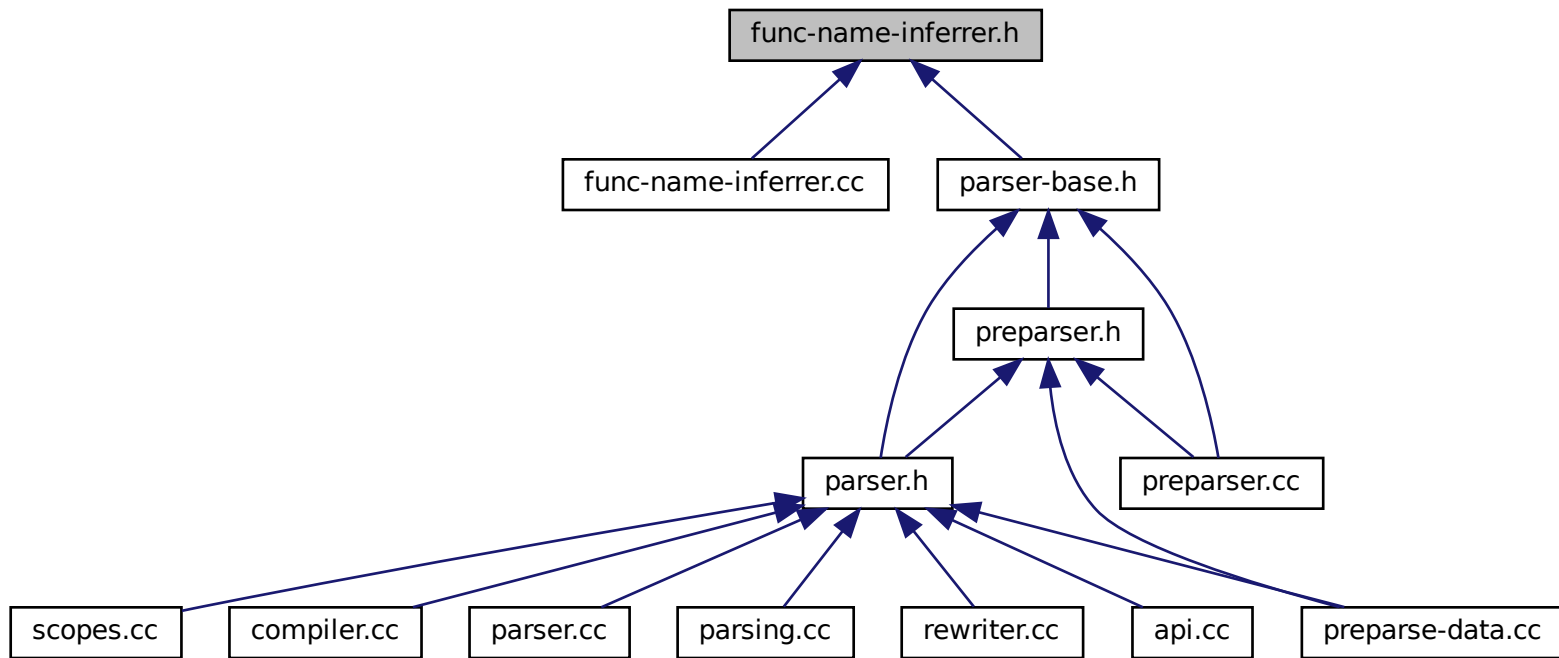 func-name-inferrer.h
func-name-inferrer.cc
parser-base.h
preparser.h
parser.h
preparser.cc
scopes.cc
compiler.cc
parser.cc
parsing.cc
rewriter.cc
api.cc
preparse-data.cc